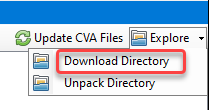 Update CVA Files Explore
Download Directory
Unpack Directory